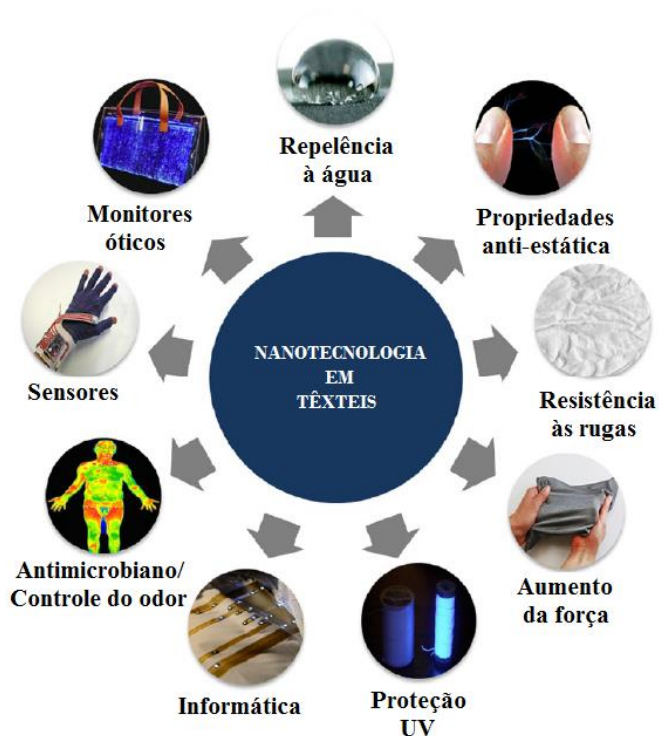 Repelência
à água
Propriedades
anti-estática
Resistência
às rugas
Aumento
da força
Proteção
UV
Informática
Antimicrobiano/
Controle do odor
Sensores
Monitores
óticos
NANOTECNOLOGIA
EM
TÊXTEIS